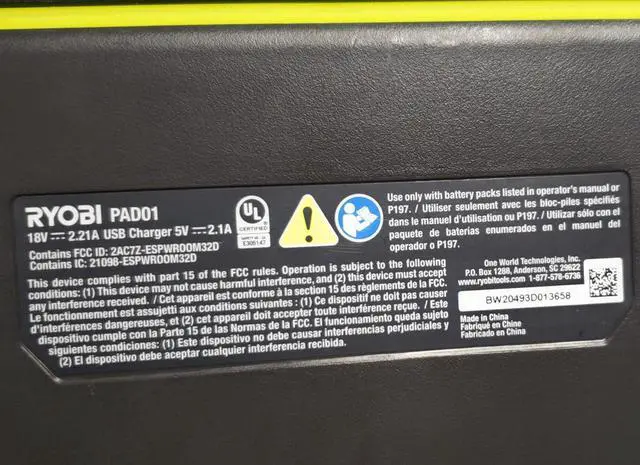 RYOBI PAD01
18V 2.21A USB Charger 5V 2.1A
Contains FCC ID: 2AC7Z-ESPWROOM32D
Contains IC: 21098-ESPWROOM32D
UL LISTED
E305147
Use only with battery packs listed in operator's manual or
P197. / Utiliser seulement avec les bloc-piles spécifiés
dans le manuel d'utilisation ou P197. / Utilizar sólo con el
paquete de baterías enumerado en el manuel del
operador o P197.
This device complies with part 15 of the FCC rules. Operation is subject to the following
conditions: (1) This device may not cause harmful interference, and (2) this device must accept
any interference received. / Cet appareil est conforme à la section 15 des règlements de la FCC.
Le fonctionnement est assujetti aux conditions suivantes : (1) Ce dispositif ne doit pas causer
d'interférences dangereuses, et (2) cet appareil doit accepter toute interférence reçue. / Este
dispositivo cumple con la Parte 15 de las Normas de la FCC. El funcionamiento queda sujeto a las
siguientes condiciones: (1) Este dispositivo no debe causar interferencias perjudiciales y
(2) El dispositivo debe aceptar cualquier interferencia recibida.
One World Technologies, Inc.
P.O. Box 1288, Anderson, SC 29622
www.ryobitools.com 1-877-576-6736
BW20493D013658
Made in China
Fabriqué en Chine
Fabricado en China